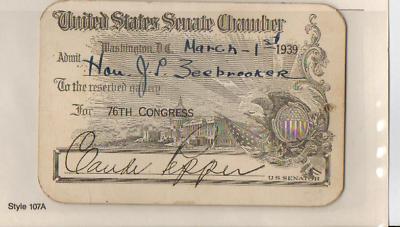 United States Senate Chamber
Washington, D.C. March - 1st 1939
Admit Hon. J. P. Zeebrooker
To the reserved gallery
For 76TH CONGRESS
Claude Pepper
U.S. SENATOR
Style 107A